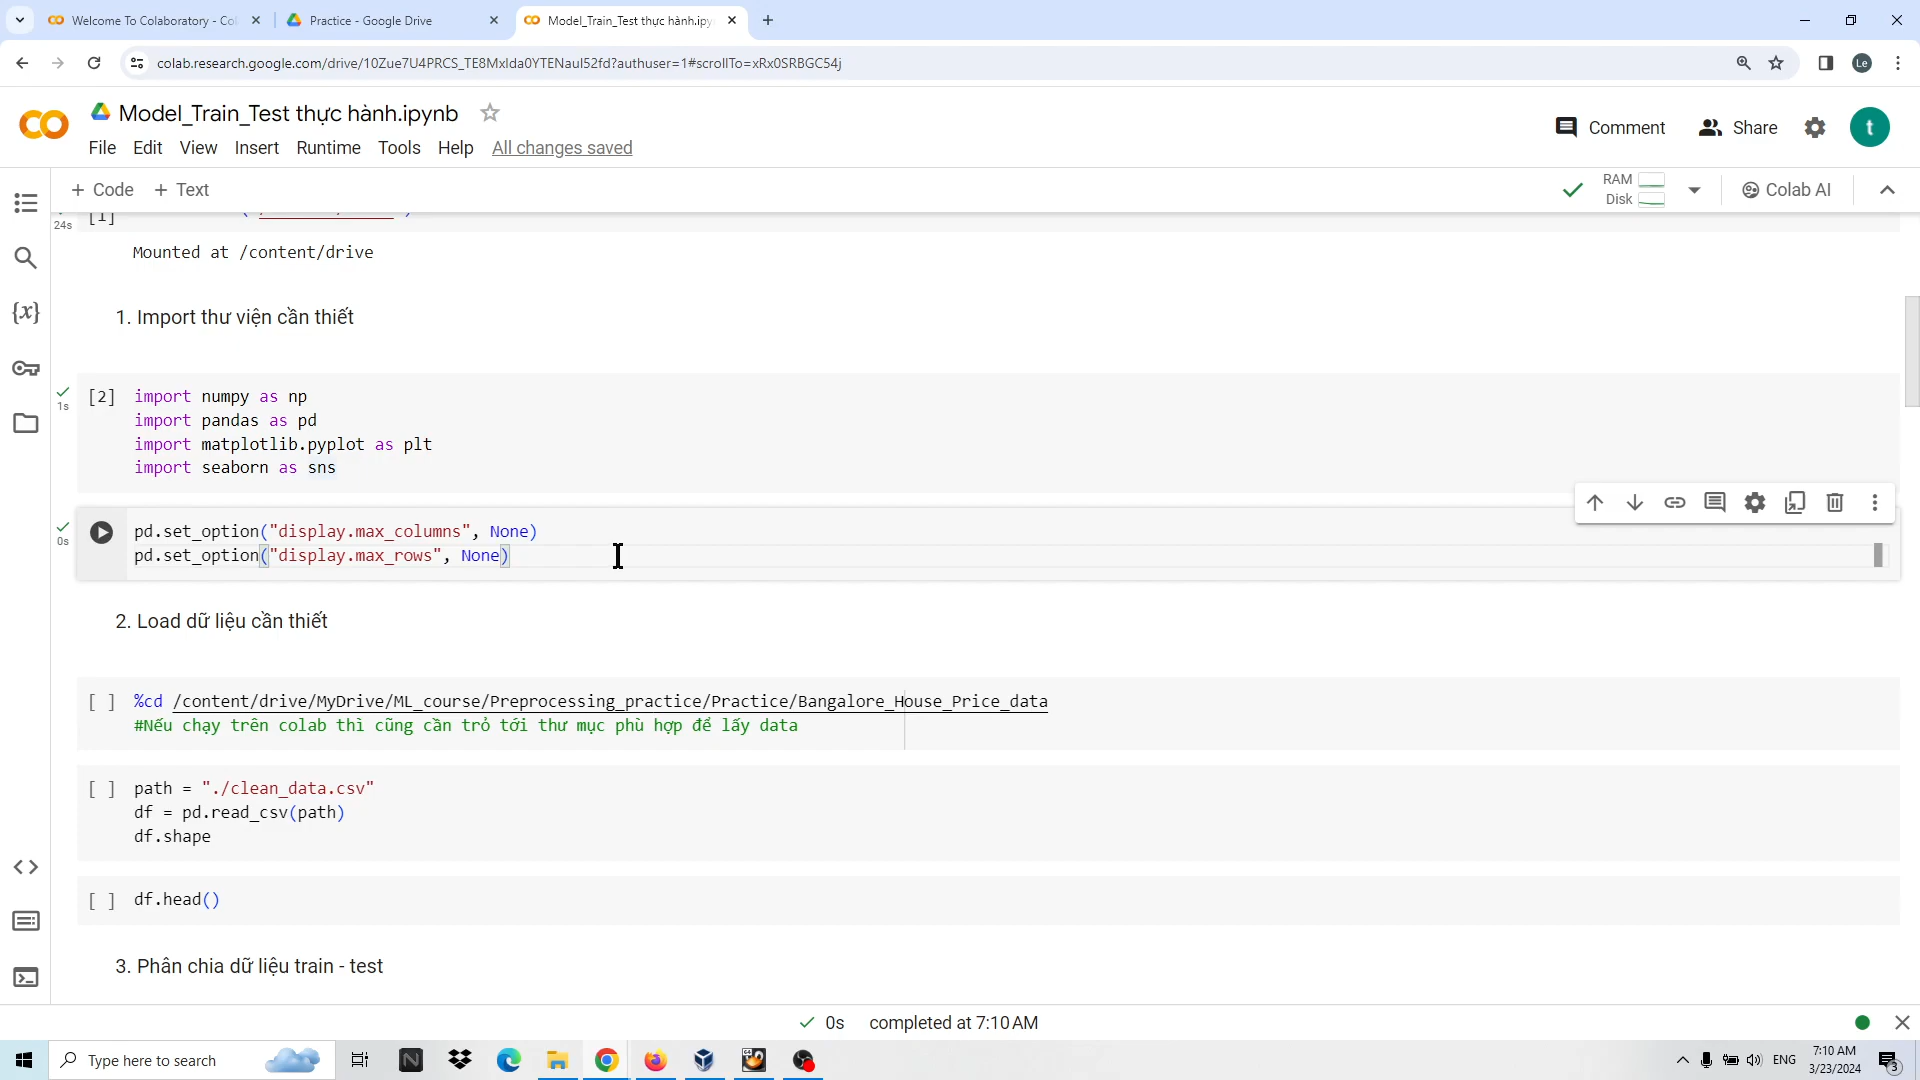 Welcome To Colaboratory - Co
Practice - Google Drive
Model_Train_Test thực hành.ipy
colab.research.google.com/drive/10Zue7U4PRCS_TE8MxIda0YTENaul52fd?authuser=1#scrollTo=xRx0SRBGC54j
Le
Model_Train_Test thực hành.ipynb
Comment
Share
t
File Edit View Insert Runtime Tools Help All changes saved
+ Code + Text
RAM
Disk
Colab AI
[1]
24s
Mounted at /content/drive
1. Import thư viện cần thiết
[2] import numpy as np
1s
import pandas as pd
import matplotlib.pyplot as plt
import seaborn as sns
pd.set_option("display.max_columns", None)
0s
pd.set_option("display.max_rows", None)
2. Load dữ liệu cần thiết
[ ] %cd /content/drive/MyDrive/ML_course/Preprocessing_practice/Practice/Bangalore_House_Price_data
#Nếu chạy trên colab thì cũng cần trỏ tới thư mục phù hợp để lấy data
[ ] path = "./clean_data.csv"
df = pd.read_csv(path)
df.shape
[ ] df.head()
3. Phân chia dữ liệu train - test
0s completed at 7:10 AM
Type here to search
ENG
7:10 AM
3/23/2024
3